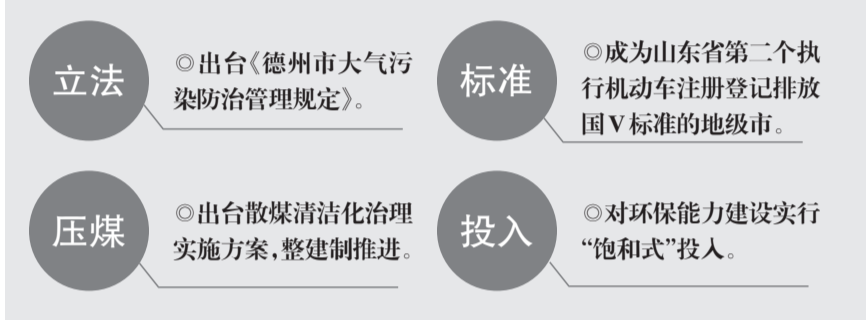 立法
◎出台《德州市大气污
染防治管理规定》。
标准
◎成为山东省第二个执
行机动车注册登记排放
国Ⅴ标准的地级市。
压煤
◎出台散煤清洁化治理
实施方案,整建制推进。
投入
◎对环保能力建设实行
“饱和式”投入。